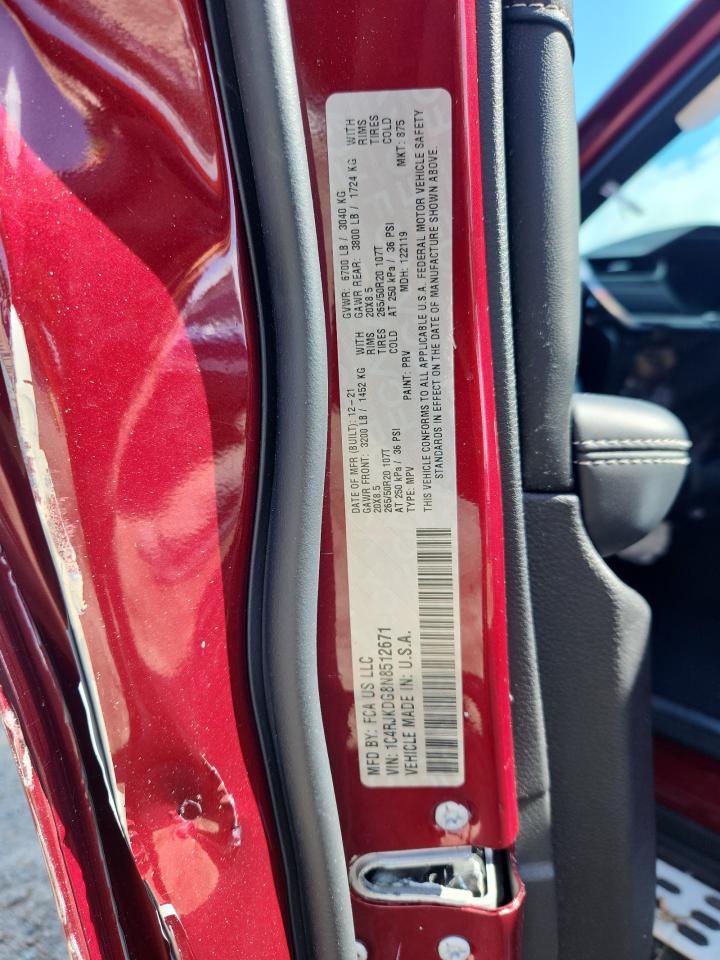 MFD BY: FCA US LLC
VIN: 1C4RJKDG8N8512671
VEHICLE MADE IN: U.S.A.
DATE OF MFR (BUILT): 12-21 GVWR: 6700 LB / 3040 KG
GAWR FRONT: 3200 LB / 1452 KG WITH GAWR REAR: 3800 LB / 1724 KG WITH
20X8.5 RIMS 20X8.5 RIMS
265/50R20 107T TIRES 265/50R20 107T TIRES
AT 250 kPa / 36 PSI COLD AT 250 kPa / 36 PSI COLD
TYPE: MPV PAINT: PRV MDH: 122119 MKT: 875
THIS VEHICLE CONFORMS TO ALL APPLICABLE U.S.A. FEDERAL MOTOR VEHICLE SAFETY
STANDARDS IN EFFECT ON THE DATE OF MANUFACTURE SHOWN ABOVE.